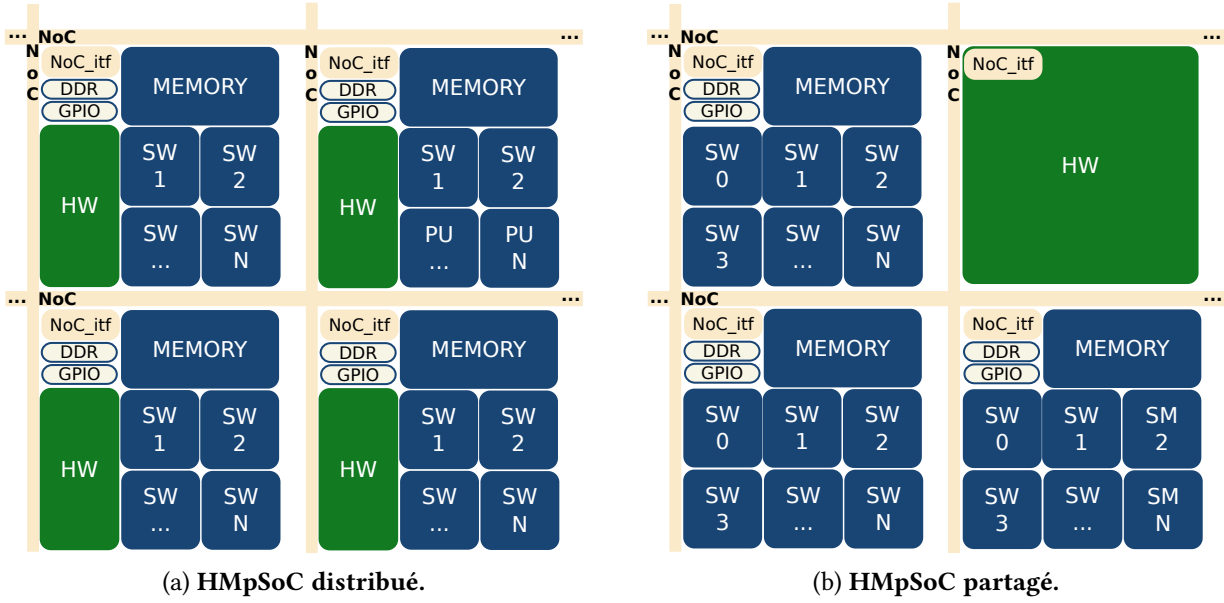 ... NoC ...
NoC
NoC_itf
DDR
GPIO
MEMORY
HW
SW 1
SW 2
SW ...
SW N
NoC
NoC_itf
DDR
GPIO
MEMORY
HW
SW 1
SW 2
PU ...
PU N
... NoC ...
NoC_itf
DDR
GPIO
MEMORY
HW
SW 1
SW 2
SW ...
SW N
NoC_itf
DDR
GPIO
MEMORY
HW
SW 1
SW 2
SW ...
SW N
(a) HMpSoC distribué.
... NoC ...
NoC
NoC_itf
DDR
GPIO
MEMORY
SW 0
SW 1
SW 2
SW 3
SW ...
SW N
NoC
NoC_itf
HW
... NoC ...
NoC_itf
DDR
GPIO
MEMORY
SW 0
SW 1
SW 2
SW 3
SW ...
SW N
NoC_itf
DDR
GPIO
MEMORY
SW 0
SW 1
SM 2
SW 3
SW ...
SM N
(b) HMpSoC partagé.